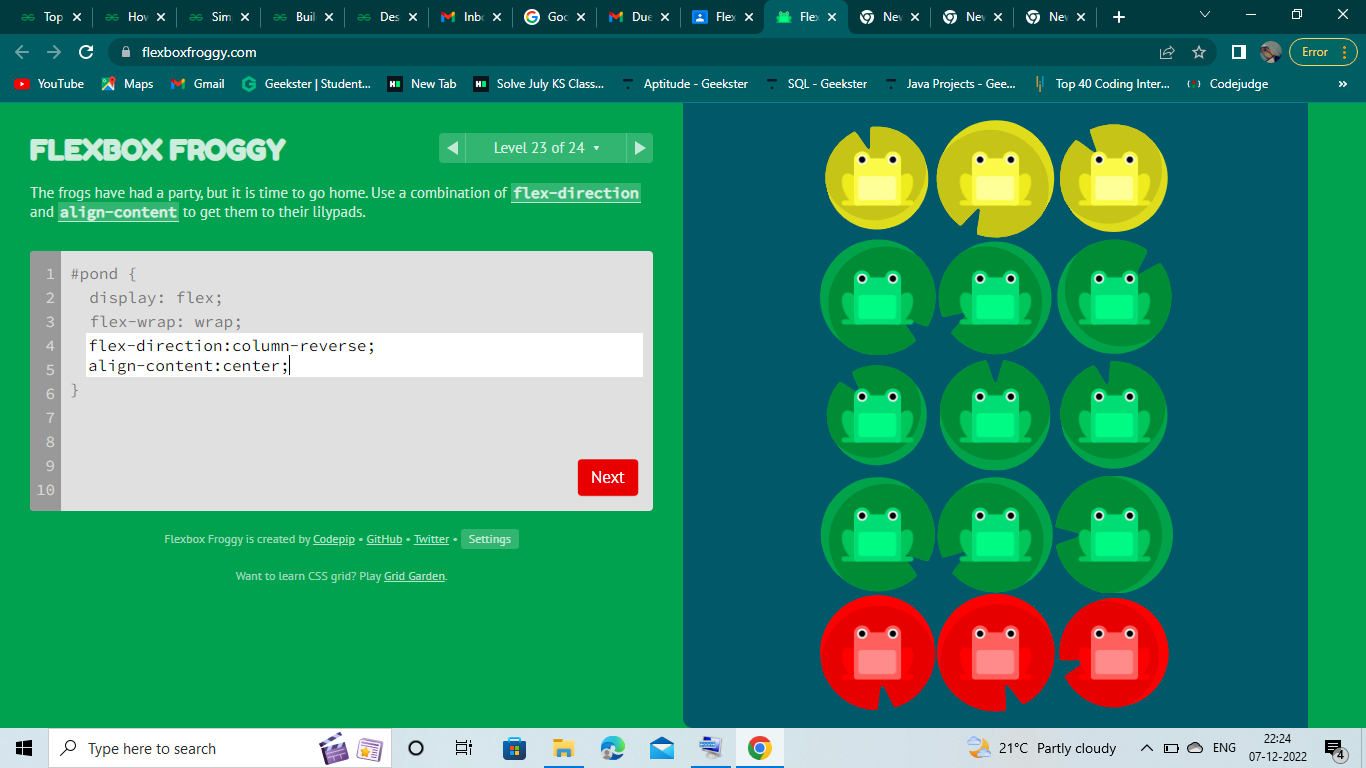 Top
How
Sim
Buil
Des
Inbo
Goo
Due
Flex
Flex
New
New
New
flexboxfroggy.com
Error
YouTube
Maps
Gmail
Geekster | Student...
New Tab
Solve July KS Class...
Aptitude - Geekster
SQL - Geekster
Java Projects - Gee...
Top 40 Coding Inter...
Codejudge
»
FLEXBOX FROGGY
Level 23 of 24
The frogs have had a party, but it is time to go home. Use a combination of flex-direction
and align-content to get them to their lilypads.
1 #pond {
2 display: flex;
3 flex-wrap: wrap;
4 flex-direction:column-reverse;
5 align-content:center;
6 }
7
8
9
10
Next
Flexbox Froggy is created by Codepip • GitHub • Twitter • Settings
Want to learn CSS grid? Play Grid Garden.
Type here to search
21°C Partly cloudy
ENG
22:24
07-12-2022
4